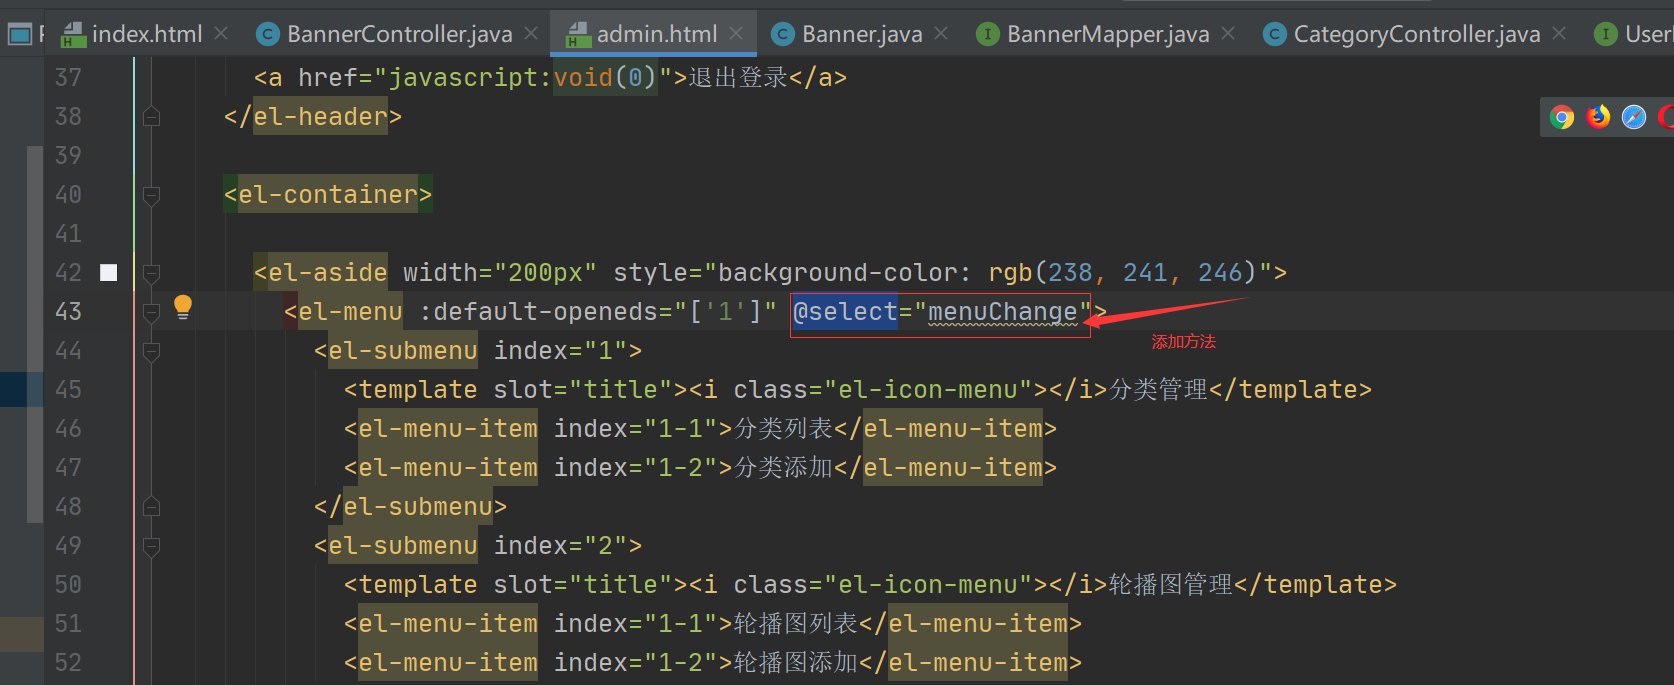 index.html BannerController.java admin.html Banner.java BannerMapper.java CategoryController.java User
37 <a href="javascript:void(0)">退出登录</a>
38 </el-header>
39
40 <el-container>
41
42 <el-aside width="200px" style="background-color: rgb(238, 241, 246)">
43 <el-menu :default-openeds="['1']" @select="menuChange">
添加方法
44 <el-submenu index="1">
45 <template slot="title"><i class="el-icon-menu"></i>分类管理</template>
46 <el-menu-item index="1-1">分类列表</el-menu-item>
47 <el-menu-item index="1-2">分类添加</el-menu-item>
48 </el-submenu>
49 <el-submenu index="2">
50 <template slot="title"><i class="el-icon-menu"></i>轮播图管理</template>
51 <el-menu-item index="1-1">轮播图列表</el-menu-item>
52 <el-menu-item index="1-2">轮播图添加</el-menu-item>